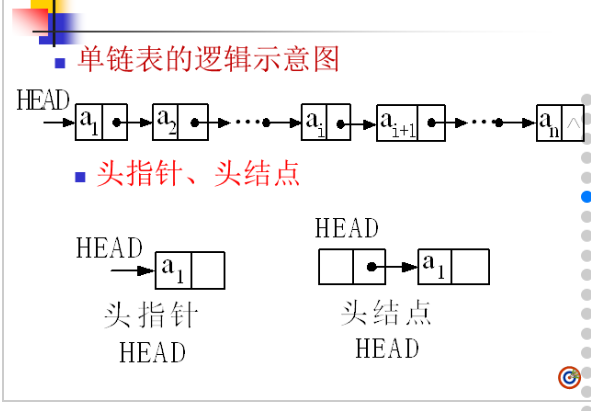 单链表的逻辑示意图
HEAD
a1 a2 … ai ai+1 … an ∧
头指针、头结点
HEAD
a1
头指针
HEAD
HEAD
a1
头结点
HEAD